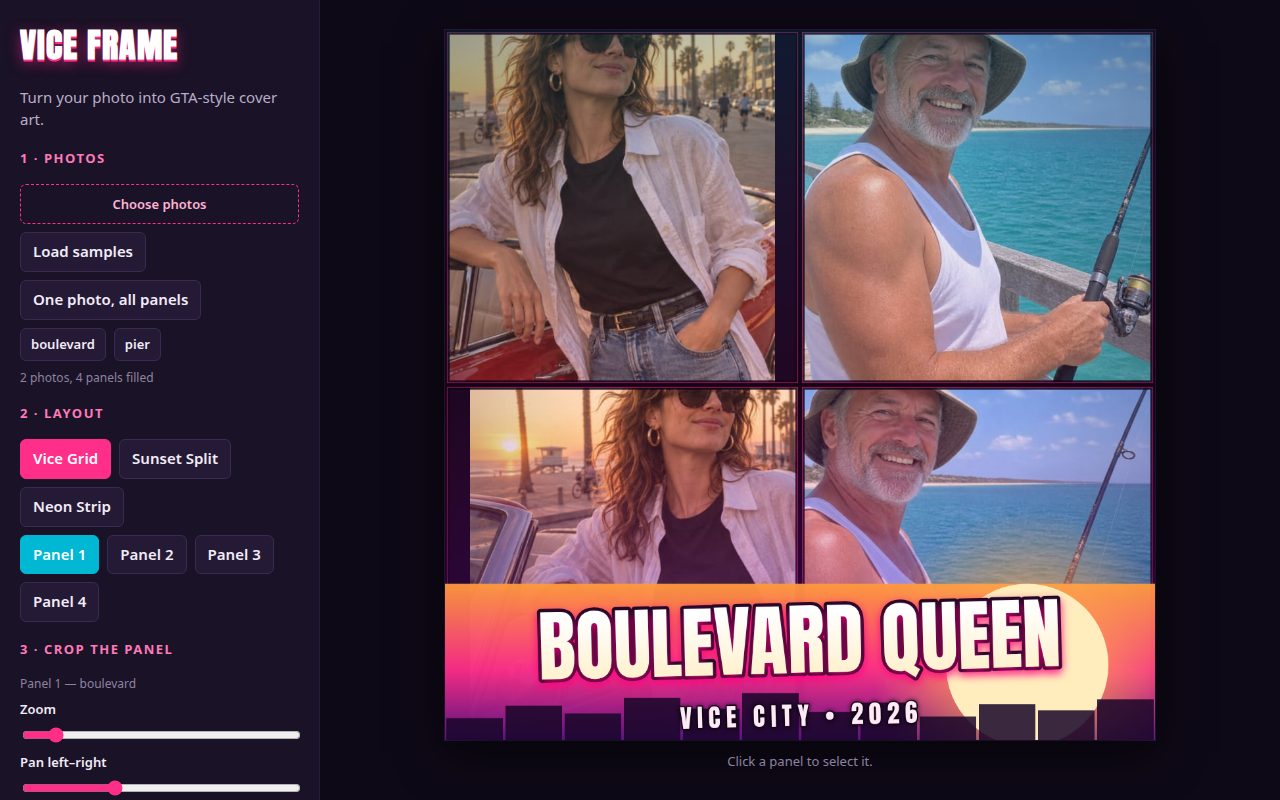 VICE FRAME
Turn your photo into GTA-style cover
art.
1 · PHOTOS
Choose photos
Load samples
One photo, all panels
boulevard pier
2 photos, 4 panels filled
2 · LAYOUT
Vice Grid Sunset Split
Neon Strip
Panel 1 Panel 2 Panel 3
Panel 4
3 · CROP THE PANEL
Panel 1 — boulevard
Zoom
Pan left–right
BOULEVARD QUEEN
VICE CITY • 2026
Click a panel to select it.